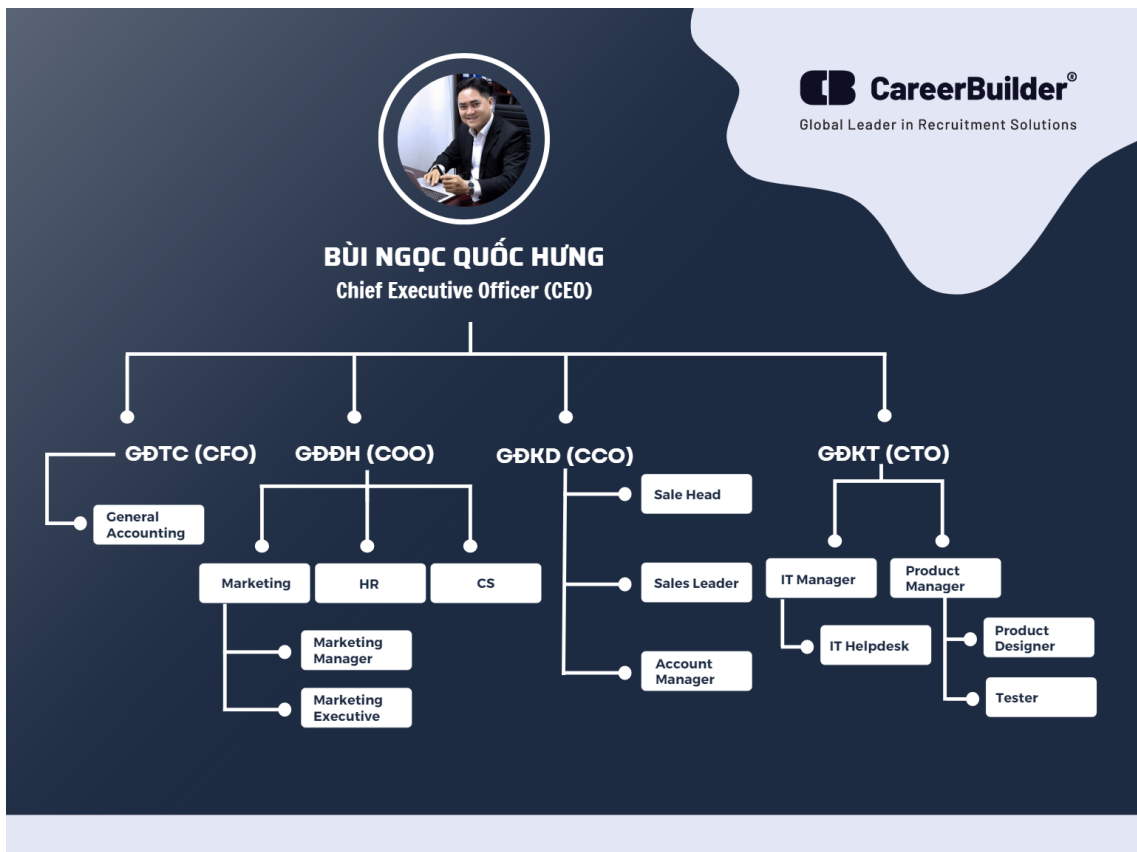 CB CareerBuilder®
Global Leader in Recruitment Solutions
BÙI NGỌC QUỐC HƯNG
Chief Executive Officer (CEO)
GĐTC (CFO)
GĐĐH (COO)
GĐKD (CCO)
GĐKT (CTO)
General
Accounting
Marketing
HR
CS
Marketing
Manager
Marketing
Executive
Sale Head
Sales Leader
Account
Manager
IT Manager
Product
Manager
IT Helpdesk
Product
Designer
Tester